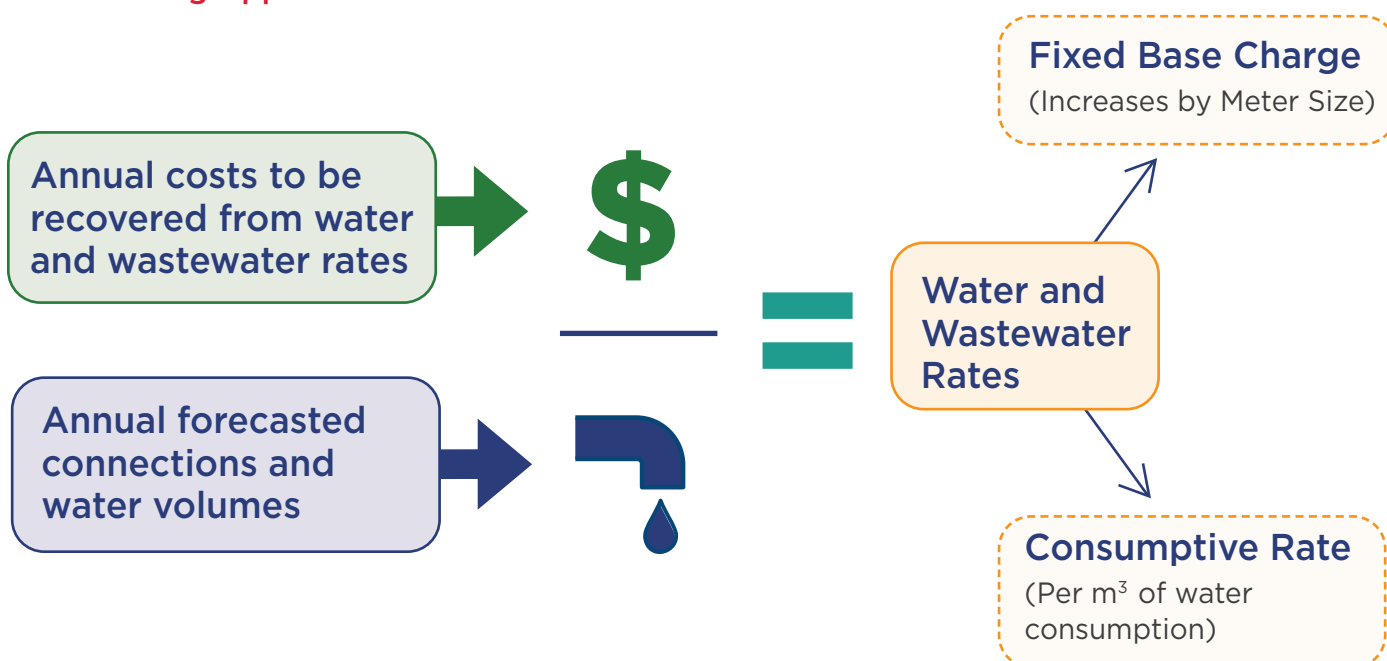 Fixed Base Charge
(Increases by Meter Size)
Annual costs to be
recovered from water
and wastewater rates
$
Water and
Wastewater
Rates
Annual forecasted
connections and
water volumes
Consumptive Rate
(Per m³ of water
consumption)